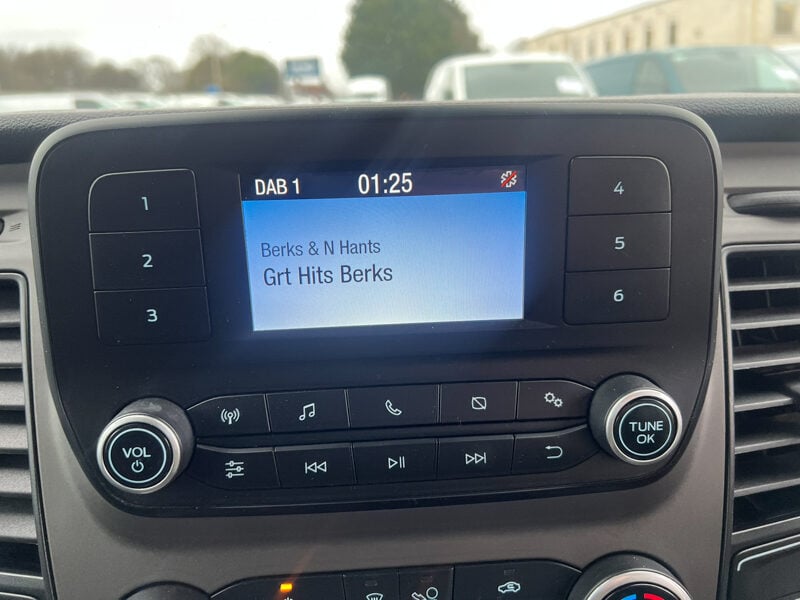 DAB 1 01:25
Berks & N Hants
Grt Hits Berks
1
2
3
4
5
6
VOL
TUNE
OK